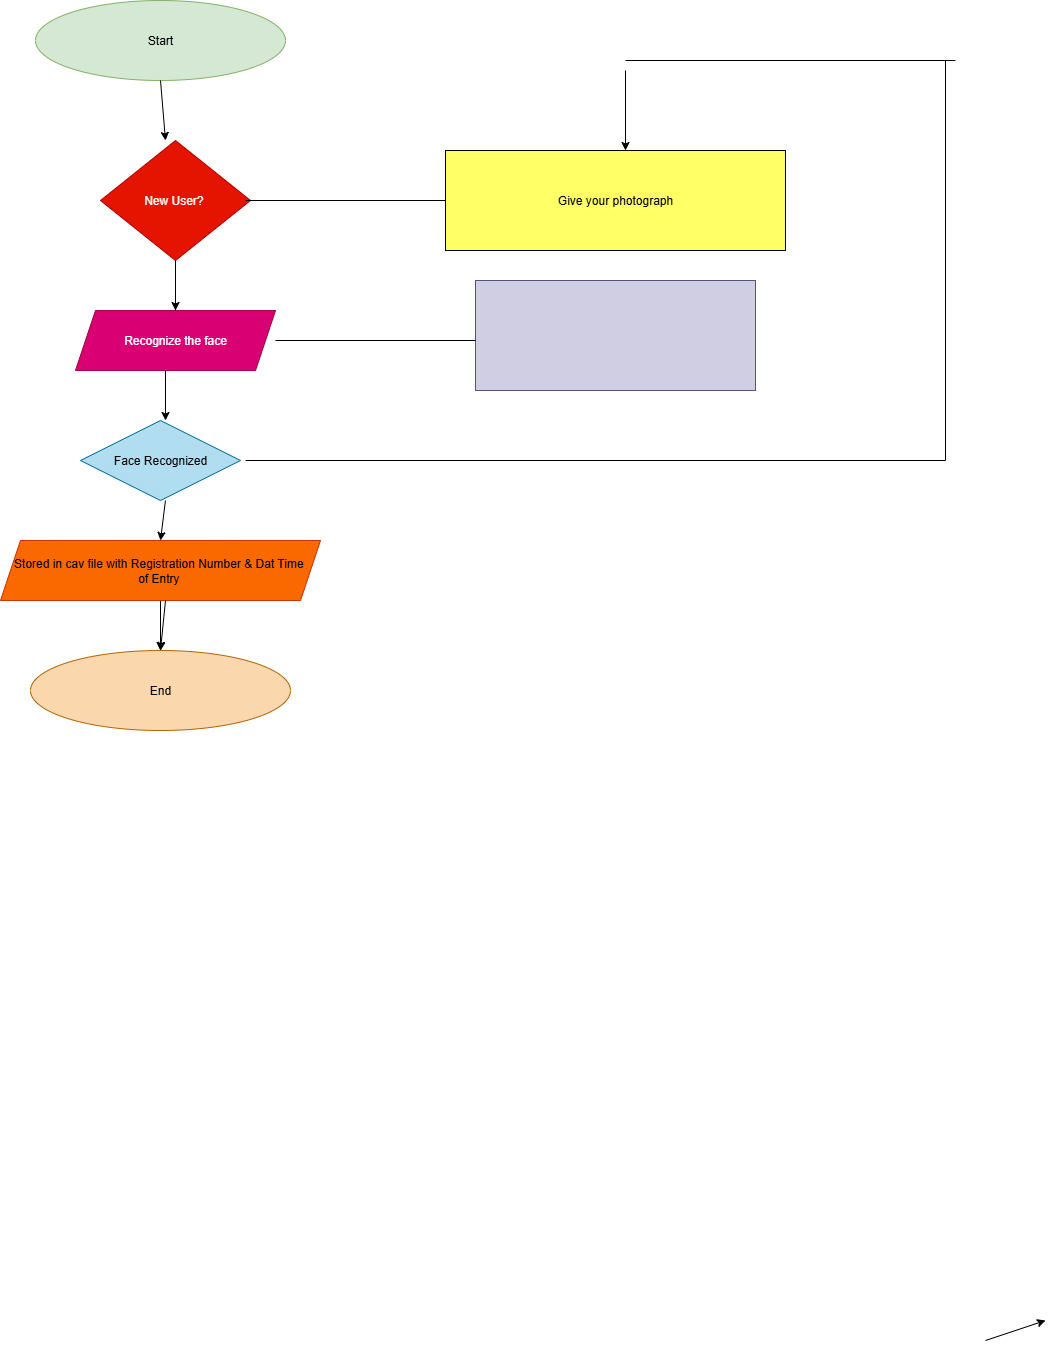 Start
New User?
Give your photograph
Recognize the face
Face Recognized
Stored in cav file with Registration Number & Dat Time
of Entry
End